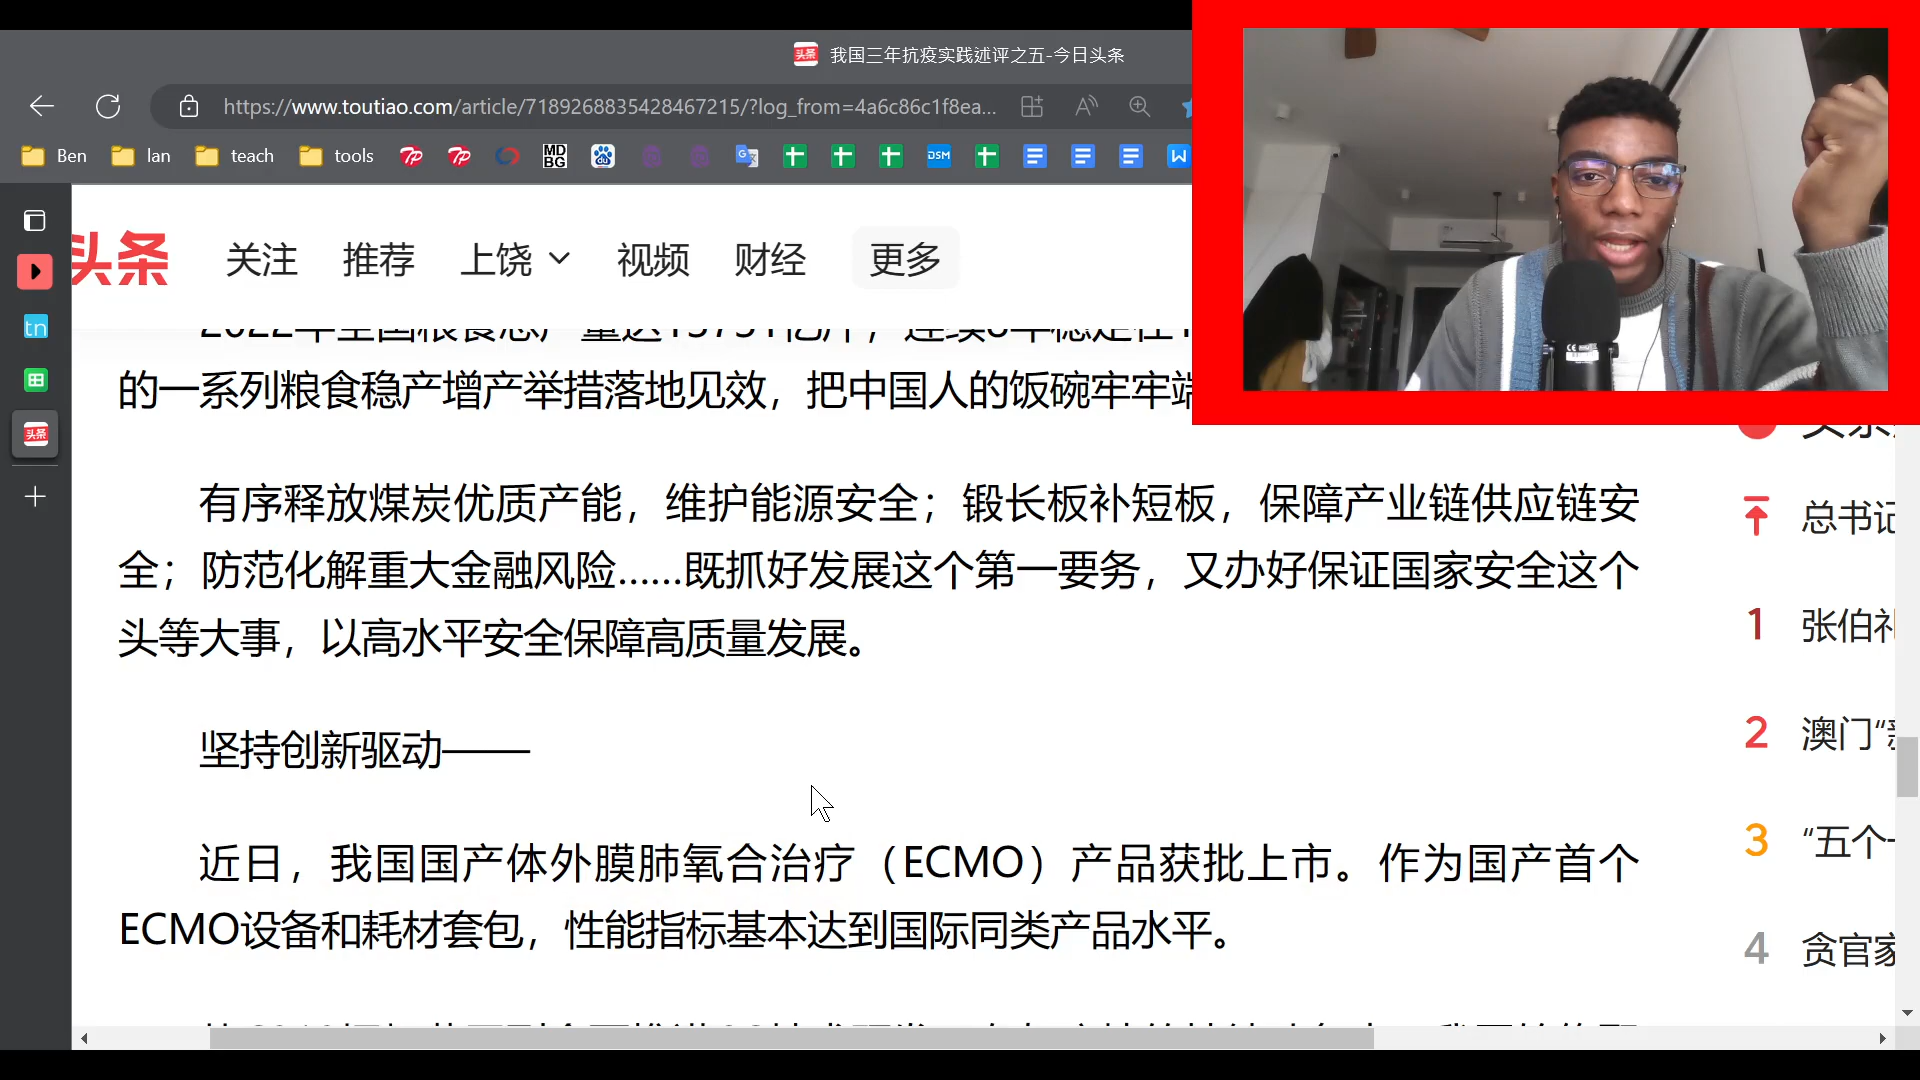 我国三年抗疫实践述评之五-今日头条
https://www.toutiao.com/article/7189268835428467215/?log_from=4a6c86c1f8ea...
Ben lan teach tools
头条 关注 推荐 上饶 视频 财经 更多
的一系列粮食稳产增产举措落地见效，把中国人的饭碗牢牢端
有序释放煤炭优质产能，维护能源安全；锻长板补短板，保障产业链供应链安
全；防范化解重大金融风险......既抓好发展这个第一要务，又办好保证国家安全这个
头等大事，以高水平安全保障高质量发展。
坚持创新驱动——
近日，我国国产体外膜肺氧合治疗（ECMO）产品获批上市。作为国产首个
ECMO设备和耗材套包，性能指标基本达到国际同类产品水平。
总书记
1 张伯礼
2 澳门“
3 “五个一
4 贪官家